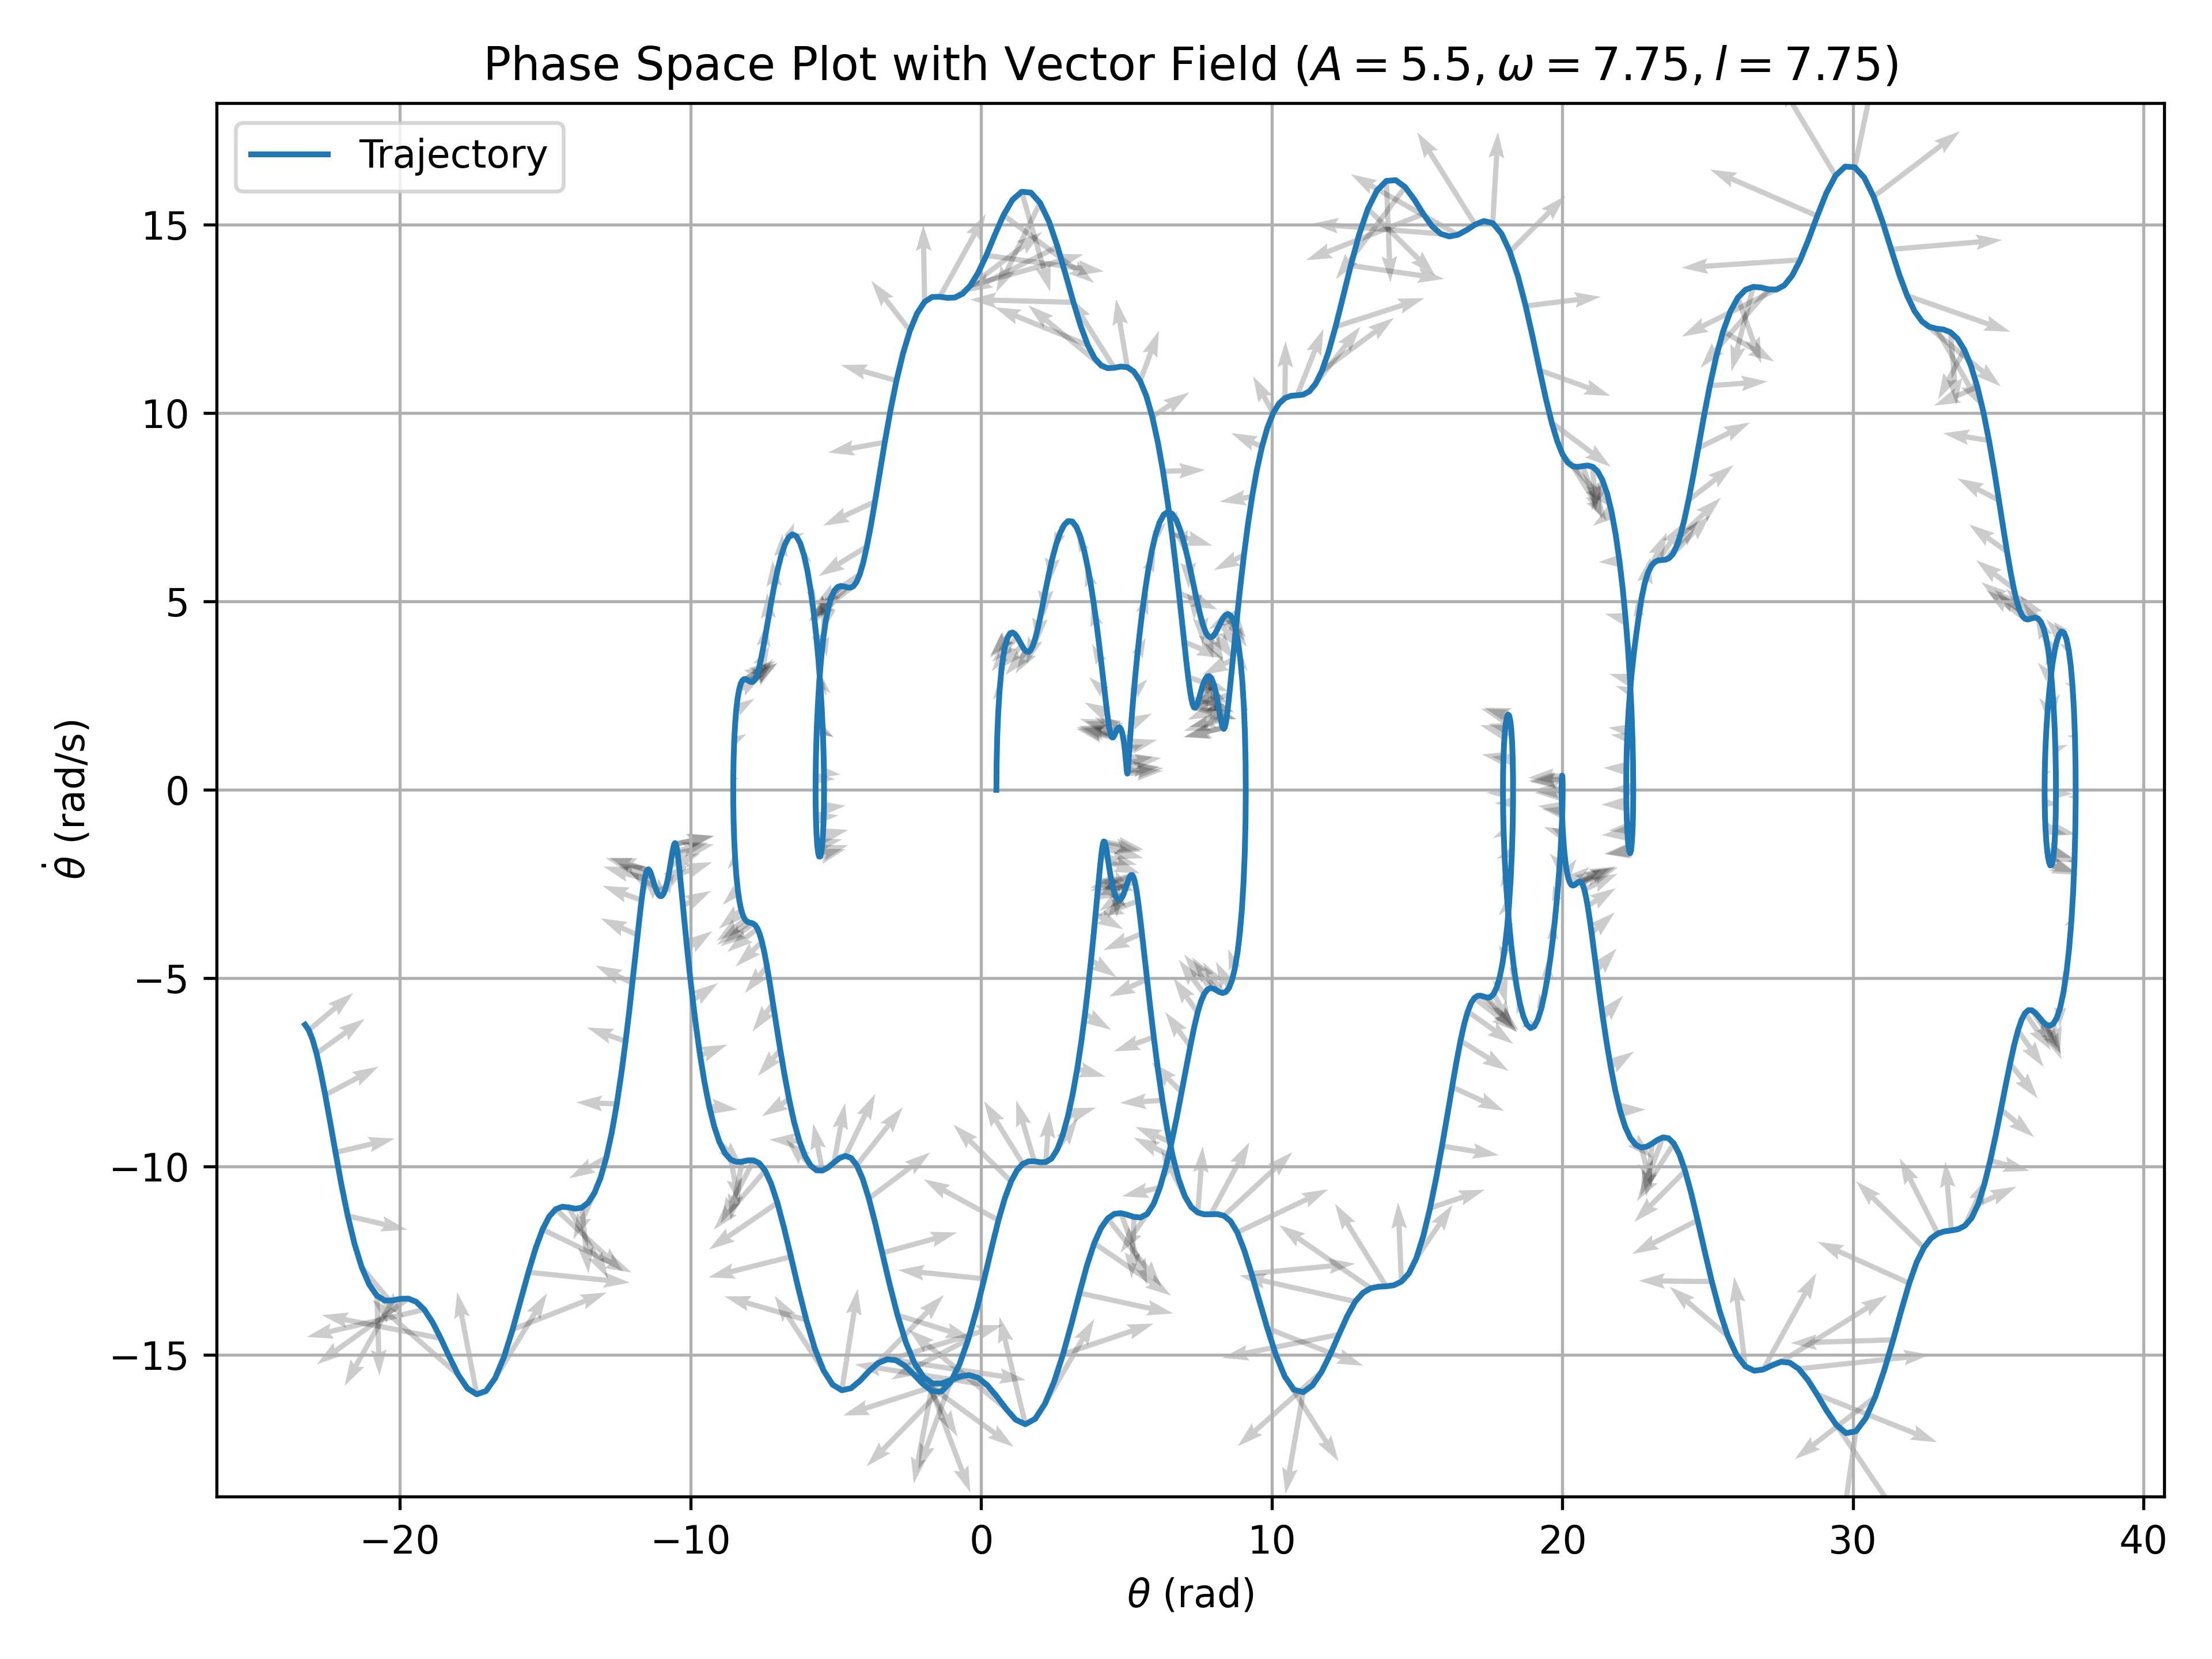 Phase Space Plot with Vector Field (A = 5.5, ω = 7.75, l = 7.75)
Trajectory
15
10
5
0
−5
−10
−15
θ̇ (rad/s)
−20 −10 0 10 20 30 40
θ (rad)